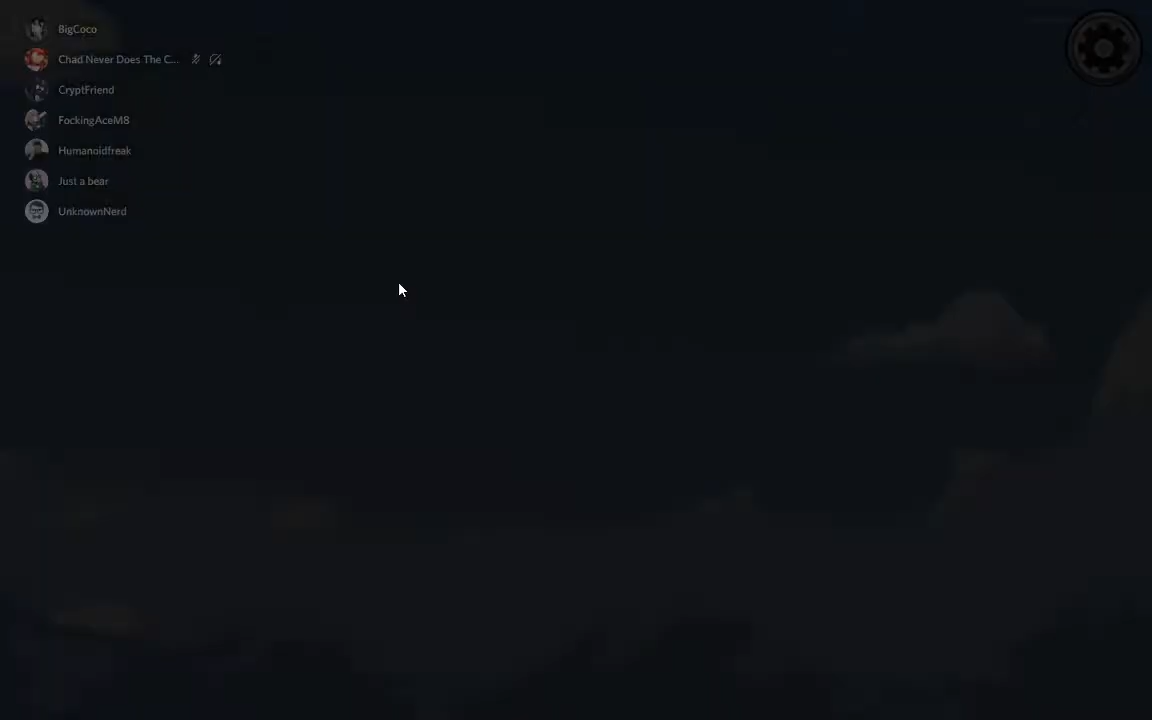 BigCoco
Chad Never Does The C...
CryptFriend
FockingAceM8
Humanoidfreak
Just a bear
UnknownNerd